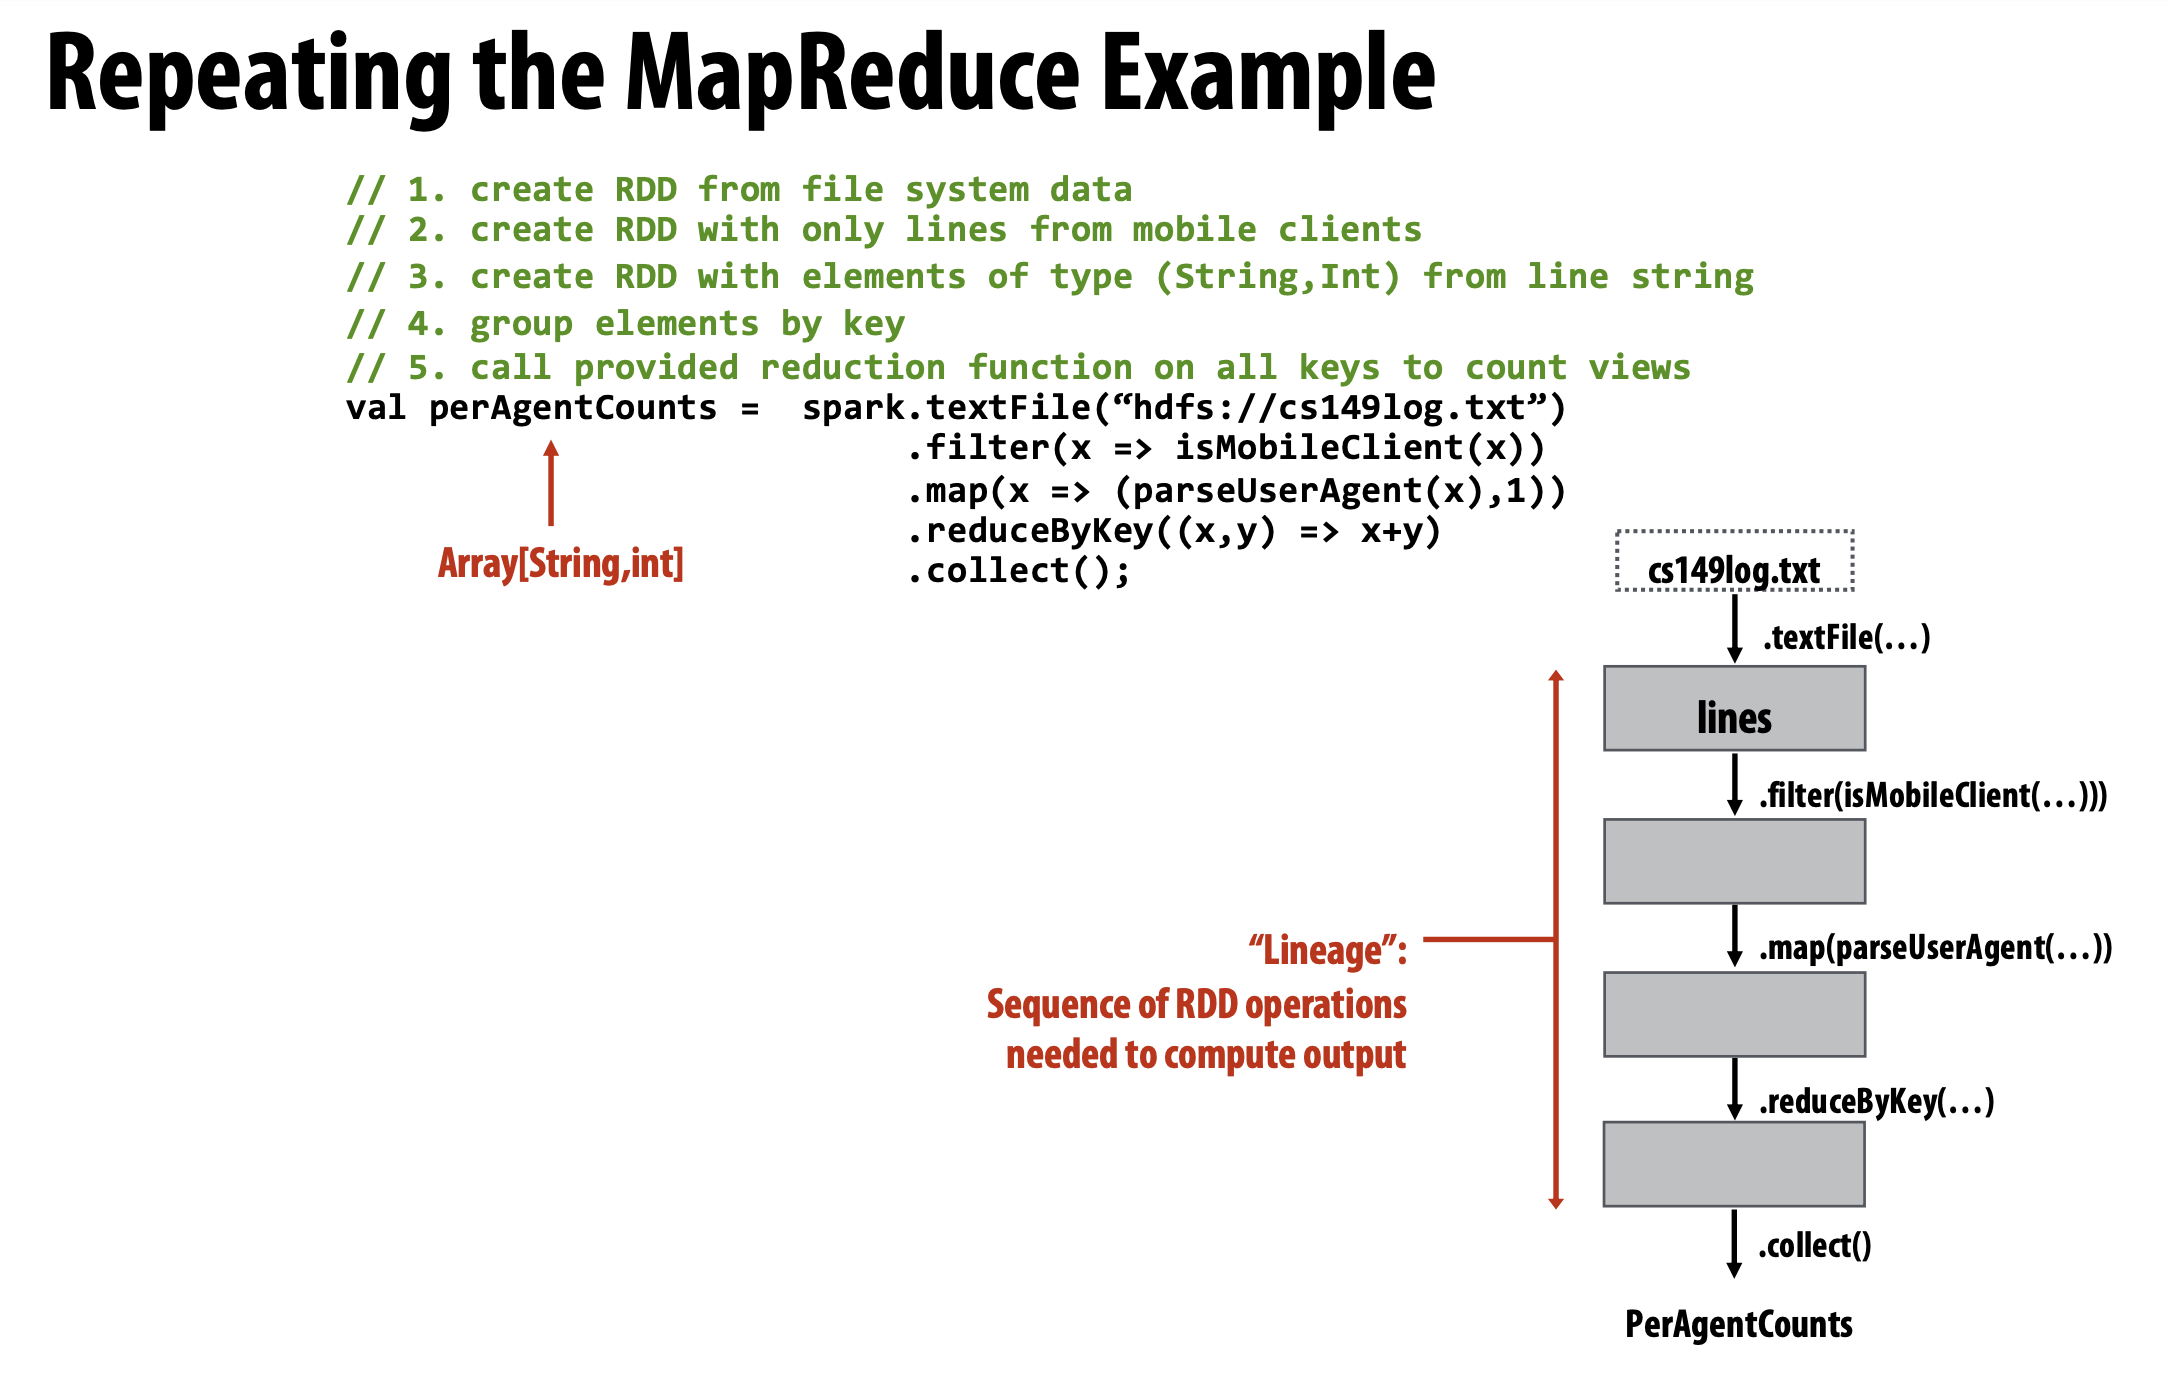 Repeating the MapReduce Example
// 1. create RDD from file system data
// 2. create RDD with only lines from mobile clients
// 3. create RDD with elements of type (String,Int) from line string
// 4. group elements by key
// 5. call provided reduction function on all keys to count views
val perAgentCounts =  spark.textFile(“hdfs://cs149log.txt”)
.filter(x => isMobileClient(x))
.map(x => (parseUserAgent(x),1))
.reduceByKey((x,y) => x+y)
.collect();
Array[String,int]
cs149log.txt
.textFile(…)
lines
.filter(isMobileClient(…)))
.map(parseUserAgent(…))
.reduceByKey(…)
.collect()
PerAgentCounts
“Lineage”:
Sequence of RDD operations
needed to compute output